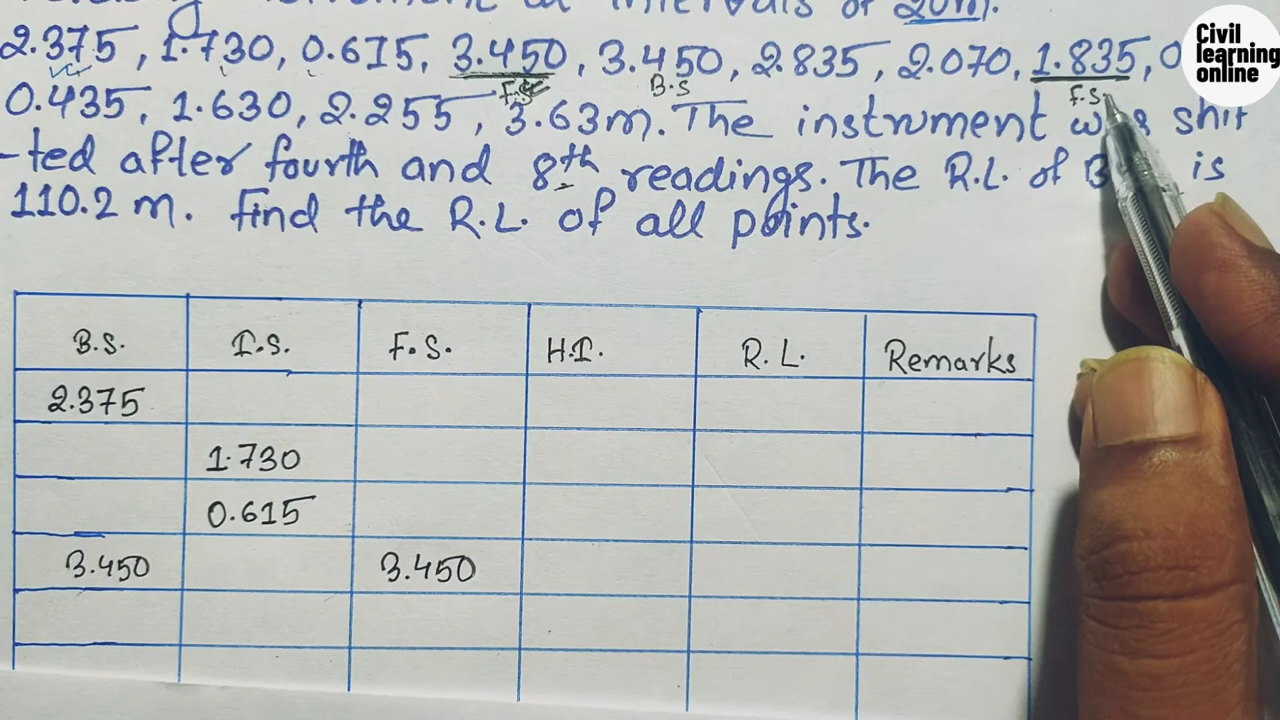 intervals of 20m.
2.375, 1.730, 0.615, 3.450, 3.450, 2.835, 2.070, 1.835, 0
F.S B.S F.S
0.435, 1.630, 2.255, 3.63m. The instrument was shif
-ted after fourth and 8th readings. The R.L. of B is
110.2 m. Find the R.L. of all points.
B.S. I.S. F.S. H.I. R.L. Remarks
2.375
1.730
0.615
3.450 3.450
Civil
learning
online